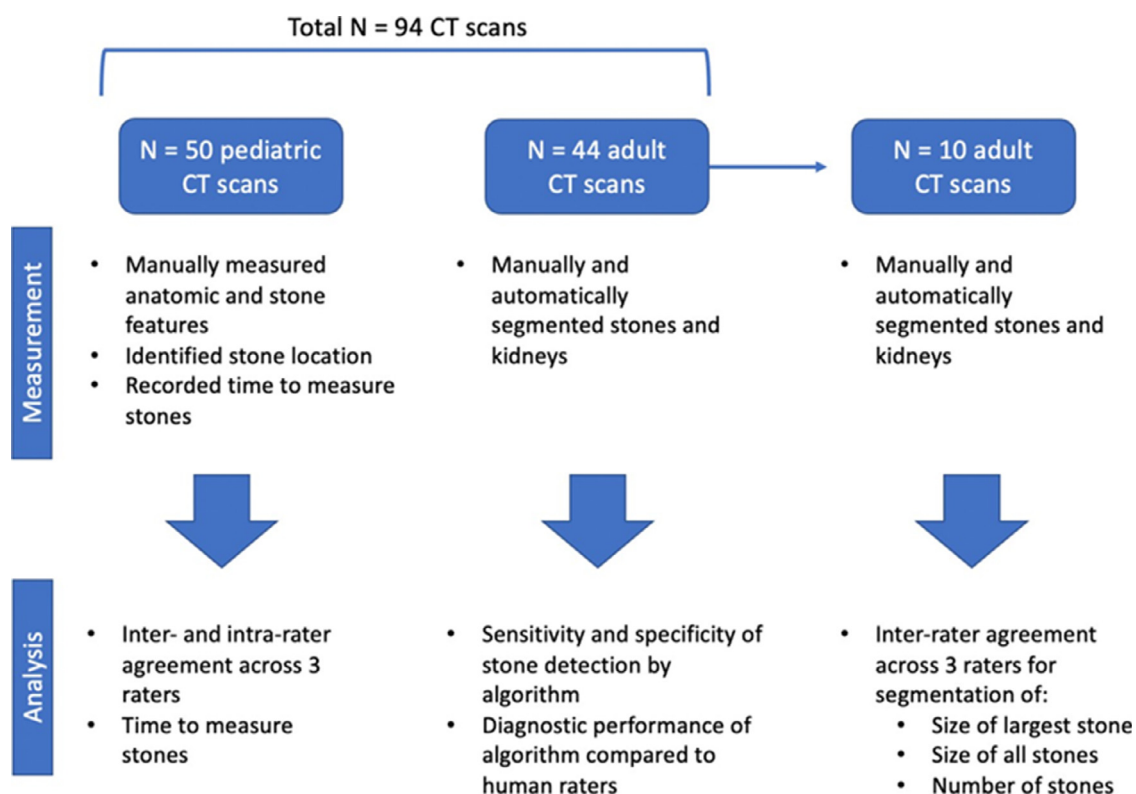 Total N = 94 CT scans
N = 50 pediatric
CT scans
N = 44 adult
CT scans
N = 10 adult
CT scans
Measurement
• Manually measured
anatomic and stone
features
• Identified stone location
• Recorded time to measure
stones
• Manually and
automatically
segmented stones and
kidneys
• Manually and
automatically
segmented stones and
kidneys
Analysis
• Inter- and intra-rater
agreement across 3
raters
• Time to measure
stones
• Sensitivity and specificity of
stone detection by
algorithm
• Diagnostic performance of
algorithm compared to
human raters
• Inter-rater agreement
across 3 raters for
segmentation of:
• Size of largest stone
• Size of all stones
• Number of stones